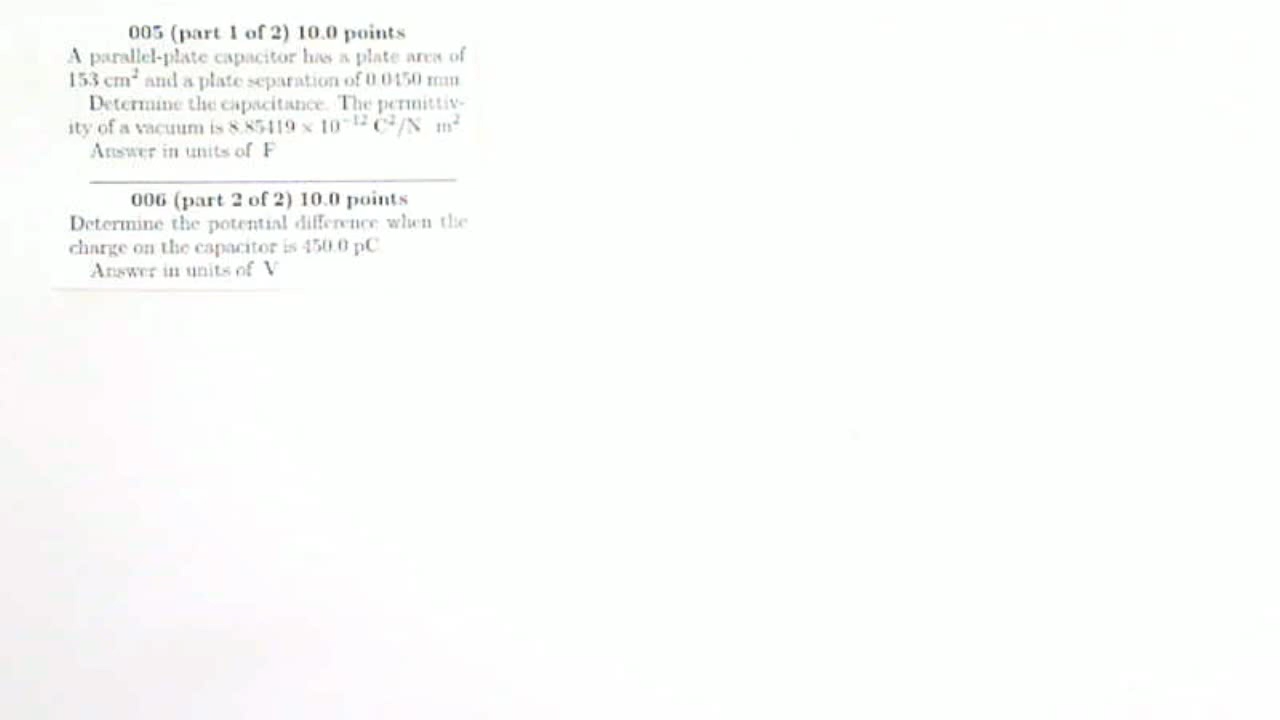 005 (part 1 of 2) 10.0 points
A parallel-plate capacitor has a plate area of
153 cm² and a plate separation of 0.0450 mm
Determine the capacitance. The permittiv-
ity of a vacuum is 8.85419 × 10⁻¹² C²/N m²
Answer in units of F
006 (part 2 of 2) 10.0 points
Determine the potential difference when the
charge on the capacitor is 450.0 pC
Answer in units of V